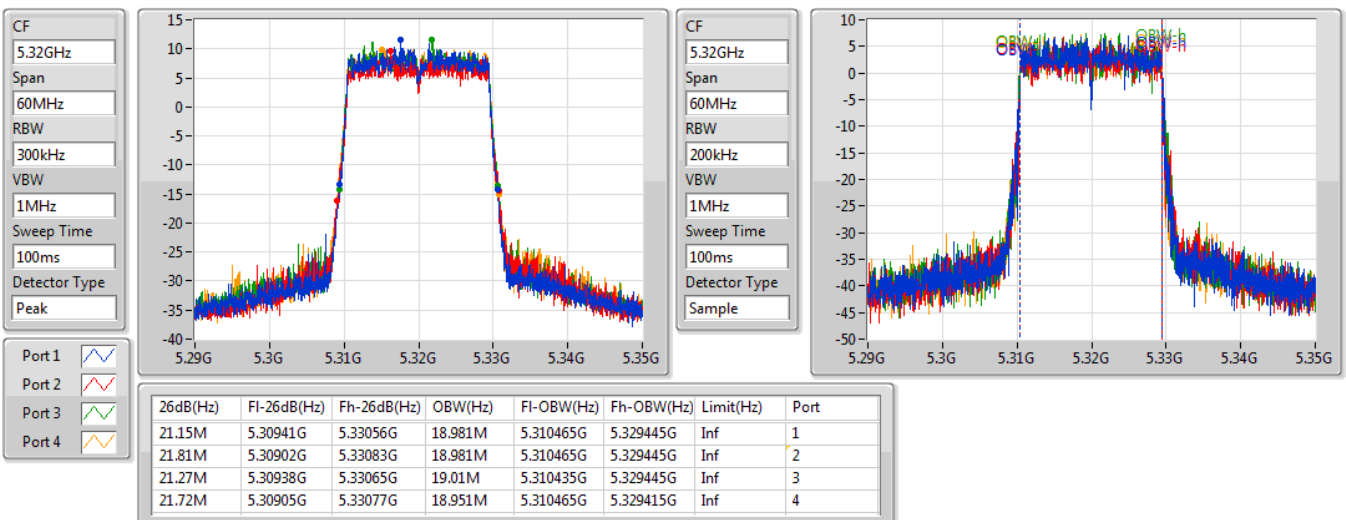 CF
5.32GHz
Span
60MHz
RBW
300kHz
VBW
1MHz
Sweep Time
100ms
Detector Type
Peak
15
10
5
0
-5
-10
-15
-20
-25
-30
-35
-40
5.29G 5.3G 5.31G 5.32G 5.33G 5.34G 5.35G
CF
5.32GHz
Span
60MHz
RBW
200kHz
VBW
1MHz
Sweep Time
100ms
Detector Type
Sample
10
5
0
-5
-10
-15
-20
-25
-30
-35
-40
-45
-50
5.29G 5.3G 5.31G 5.32G 5.33G 5.34G 5.35G
OBW-h
Port 1
Port 2
Port 3
Port 4
26dB(Hz) Fl-26dB(Hz) Fh-26dB(Hz) OBW(Hz) Fl-OBW(Hz) Fh-OBW(Hz) Limit(Hz) Port
21.15M 5.30941G 5.33056G 18.981M 5.310465G 5.329445G Inf 1
21.81M 5.30902G 5.33083G 18.981M 5.310465G 5.329445G Inf 2
21.27M 5.30938G 5.33065G 19.01M 5.310435G 5.329445G Inf 3
21.72M 5.30905G 5.33077G 18.951M 5.310465G 5.329415G Inf 4